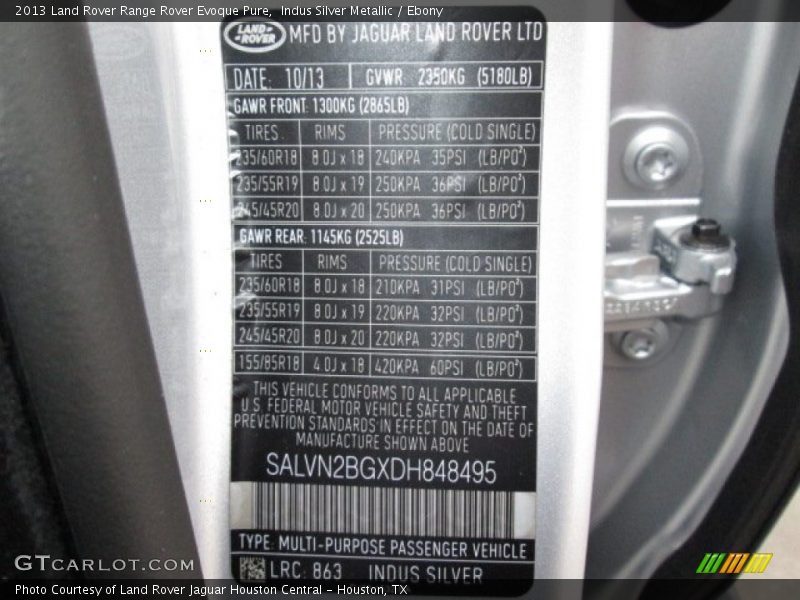 2013 Land Rover Range Rover Evoque Pure, Indus Silver Metallic / Ebony
LAND-ROVER MFD BY JAGUAR LAND ROVER LTD
DATE: 10/13 GVWR 2350KG (5180LB)
GAWR FRONT: 1300KG (2865LB)
TIRES RIMS PRESSURE (COLD SINGLE)
235/60R18 8.0J x 18 240KPA 35PSI (LB/PO²)
235/55R19 8.0J x 19 250KPA 36PSI (LB/PO²)
245/45R20 8.0J x 20 250KPA 36PSI (LB/PO²)
GAWR REAR: 1145KG (2525LB)
TIRES RIMS PRESSURE (COLD SINGLE)
235/60R18 8.0J x 18 210KPA 31PSI (LB/PO²)
235/55R19 8.0J x 19 220KPA 32PSI (LB/PO²)
245/45R20 8.0J x 20 220KPA 32PSI (LB/PO²)
155/85R18 4.0J x 18 420KPA 60PSI (LB/PO²)
THIS VEHICLE CONFORMS TO ALL APPLICABLE
U.S. FEDERAL MOTOR VEHICLE SAFETY AND THEFT
PREVENTION STANDARDS IN EFFECT ON THE DATE OF
MANUFACTURE SHOWN ABOVE
SALVN2BGXDH848495
TYPE: MULTI-PURPOSE PASSENGER VEHICLE
LRC: 863 INDUS SILVER
GTCARLOT.COM
Photo Courtesy of Land Rover Jaguar Houston Central - Houston, TX